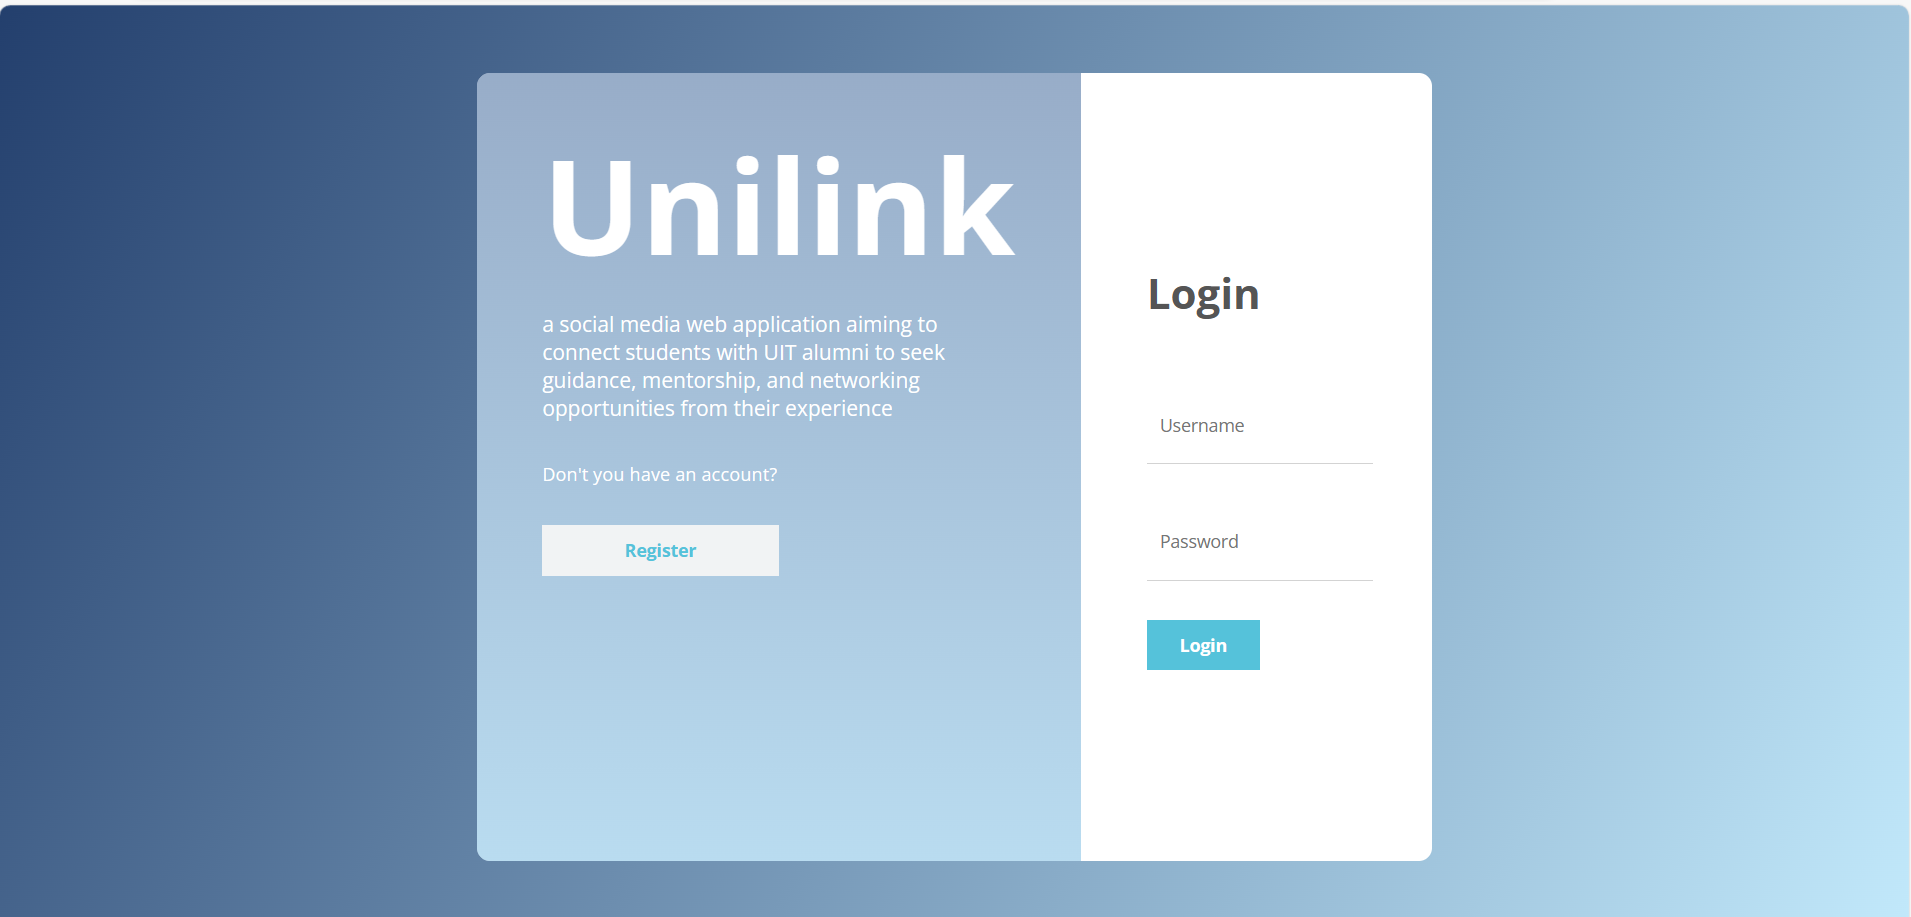 Unilink
a social media web application aiming to
connect students with UIT alumni to seek
guidance, mentorship, and networking
opportunities from their experience
Don't you have an account?
Register
Login
Username
Password
Login